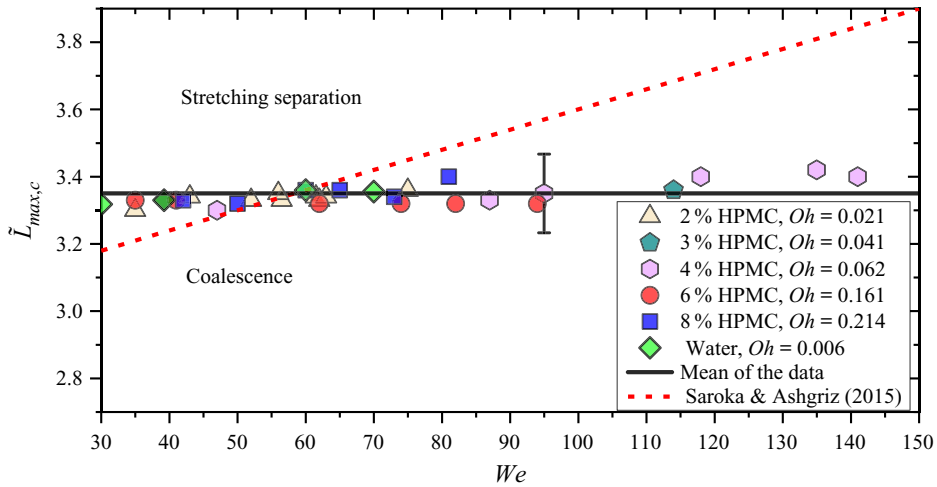 3.8
3.6
3.4
3.2
3.0
2.8
L̃max,c
Stretching separation
Coalescence
2 % HPMC, Oh = 0.021
3 % HPMC, Oh = 0.041
4 % HPMC, Oh = 0.062
6 % HPMC, Oh = 0.161
8 % HPMC, Oh = 0.214
Water, Oh = 0.006
Mean of the data
Saroka & Ashgriz (2015)
30 40 50 60 70 80 90 100 110 120 130 140 150
We